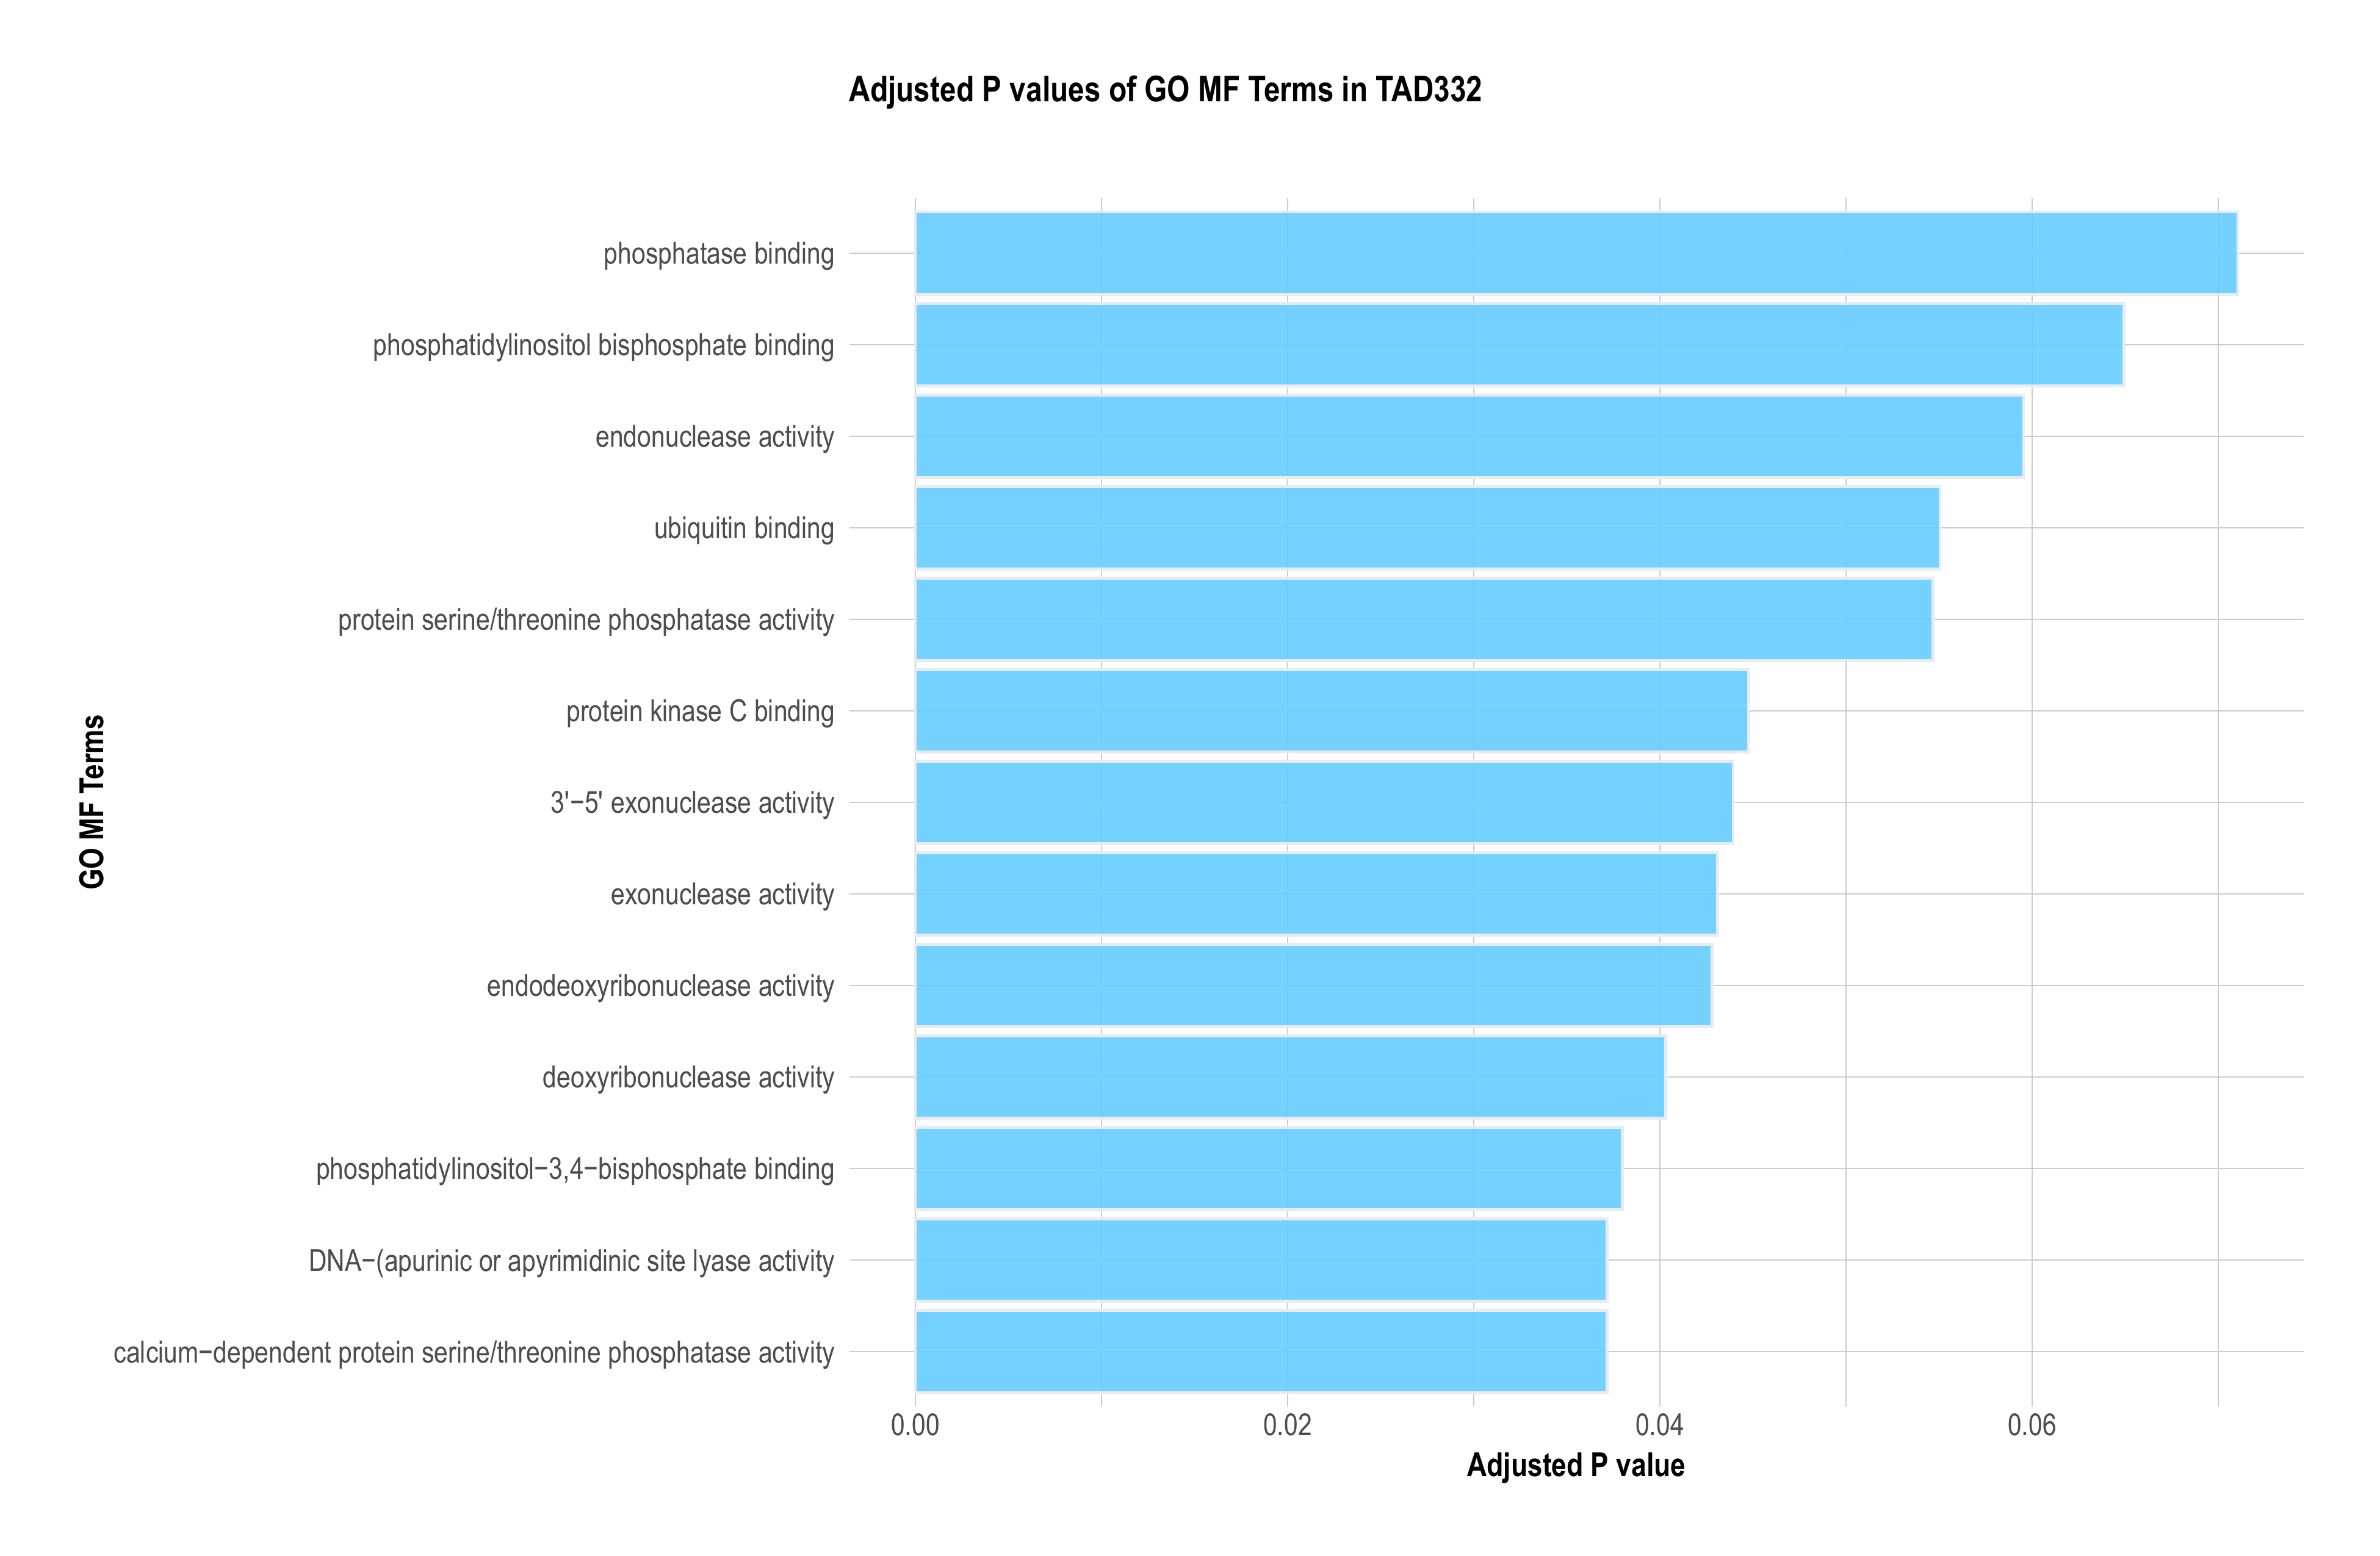 Adjusted P values of GO MF Terms in TAD332
GO MF Terms
phosphatase binding
phosphatidylinositol bisphosphate binding
endonuclease activity
ubiquitin binding
protein serine/threonine phosphatase activity
protein kinase C binding
3'−5' exonuclease activity
exonuclease activity
endodeoxyribonuclease activity
deoxyribonuclease activity
phosphatidylinositol−3,4−bisphosphate binding
DNA−(apurinic or apyrimidinic site lyase activity
calcium−dependent protein serine/threonine phosphatase activity
0.00 0.02 0.04 0.06
Adjusted P value